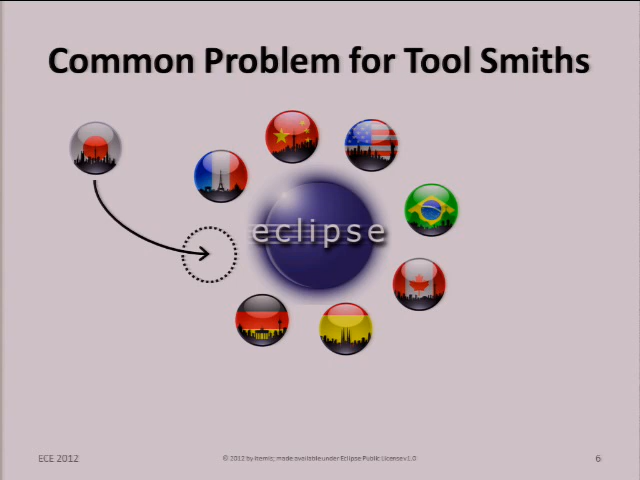 Common Problem for Tool Smiths
eclipse
ECE 2012
© 2012 by itemis; made available under Eclipse Public License v1.0
6